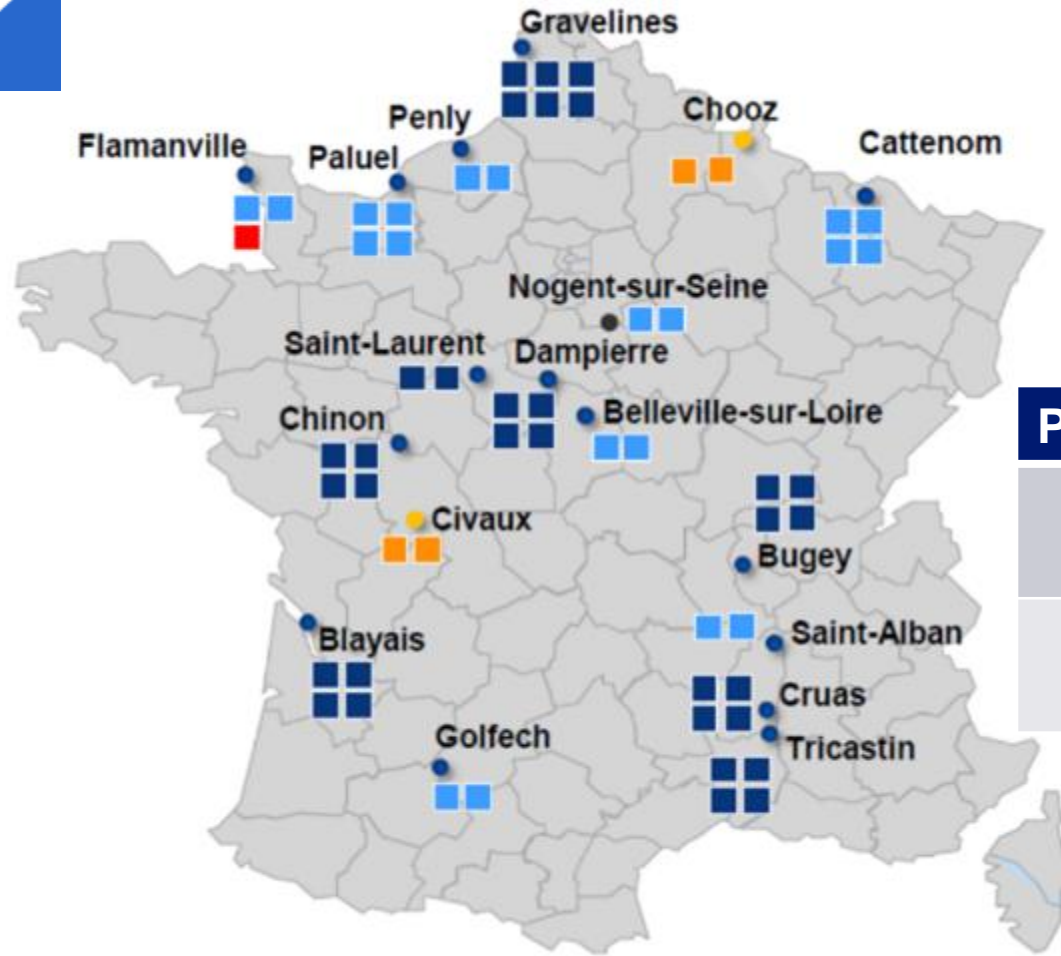 Gravelines
Penly
Chooz
Flamanville
Paluel
Cattenom
Nogent-sur-Seine
Saint-Laurent
Dampierre
Chinon
Belleville-sur-Loire
P
Civaux
Bugey
Blayais
Saint-Alban
Cruas
Golfech
Tricastin